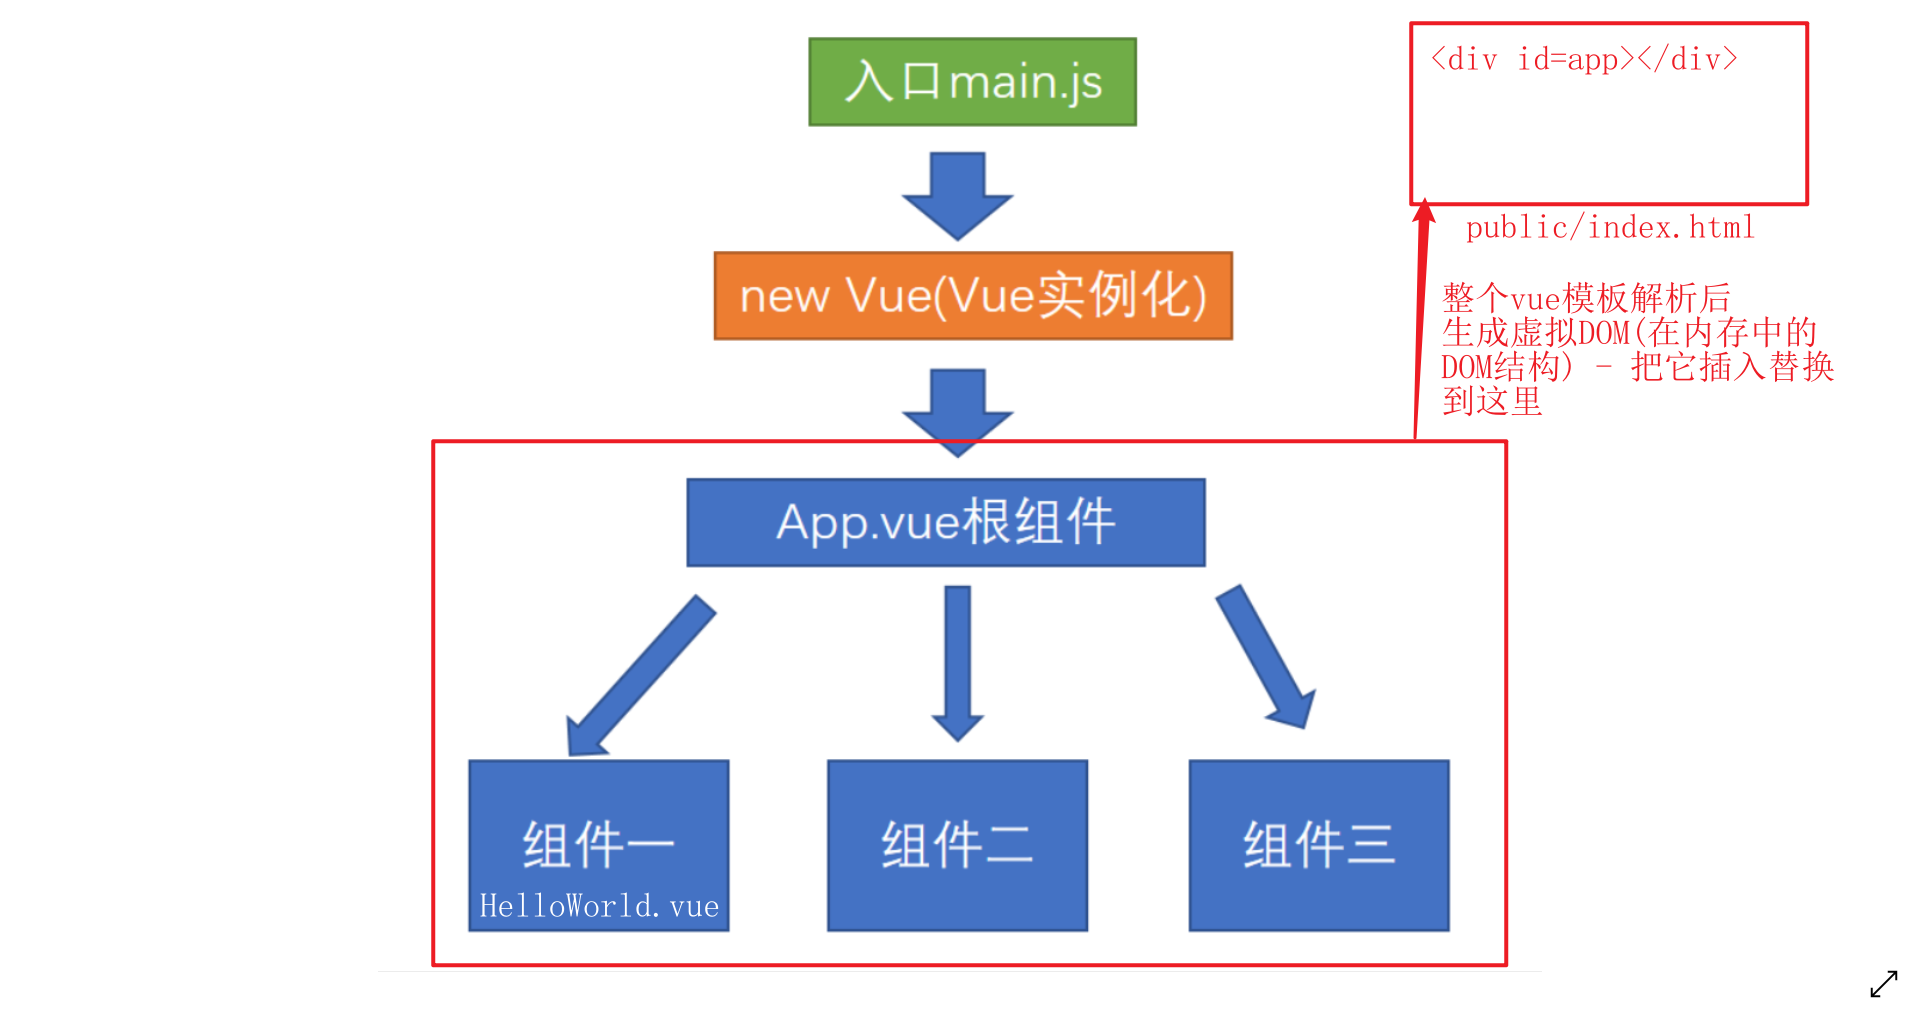 入口main.js
<div id=app></div>
public/index.html
new Vue(Vue实例化)
整个vue模板解析后
生成虚拟DOM(在内存中的
DOM结构) - 把它插入替换
到这里
App.vue根组件
组件一
HelloWorld.vue
组件二
组件三